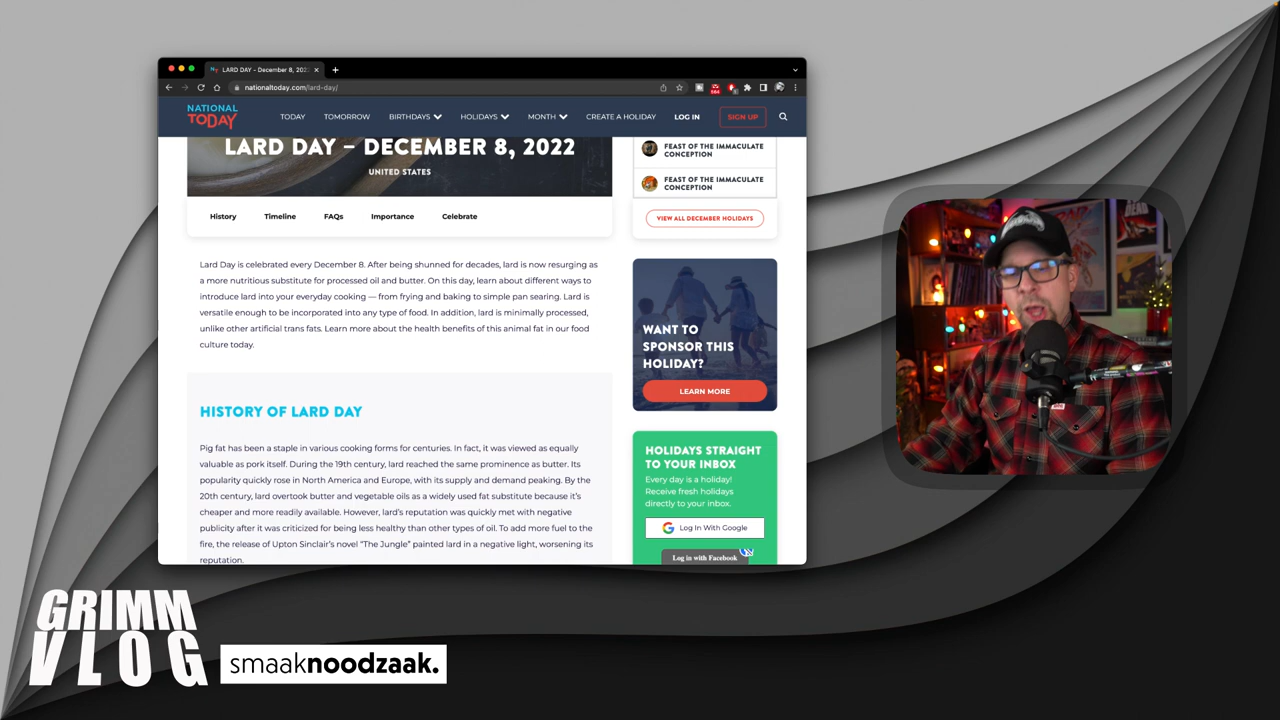 LARD DAY – December 8, 202
nationaltoday.com/lard-day/
584
NATIONAL
TODAY
TODAY
TOMORROW
BIRTHDAYS
HOLIDAYS
MONTH
CREATE A HOLIDAY
LOG IN
SIGN UP
LARD DAY – DECEMBER 8, 2022
UNITED STATES
History
Timeline
FAQs
Importance
Celebrate
Lard Day is celebrated every December 8. After being shunned for decades, lard is now resurging as
a more nutritious substitute for processed oil and butter. On this day, learn about different ways to
introduce lard into your everyday cooking — from frying and baking to simple pan searing. Lard is
versatile enough to be incorporated into any type of food. In addition, lard is minimally processed,
unlike other artificial trans fats. Learn more about the health benefits of this animal fat in our food
culture today.
HISTORY OF LARD DAY
Pig fat has been a staple in various cooking forms for centuries. In fact, it was viewed as equally
valuable as pork itself. During the 19th century, lard reached the same prominence as butter. Its
popularity quickly rose in North America and Europe, with its supply and demand peaking. By the
20th century, lard overtook butter and vegetable oils as a widely used fat substitute because it's
cheaper and more readily available. However, lard's reputation was quickly met with negative
publicity after it was criticized for being less healthy than other types of oil. To add more fuel to the
fire, the release of Upton Sinclair's novel "The Jungle" painted lard in a negative light, worsening its
reputation.
FEAST OF THE IMMACULATE
CONCEPTION
FEAST OF THE IMMACULATE
CONCEPTION
VIEW ALL DECEMBER HOLIDAYS
WANT TO
SPONSOR THIS
HOLIDAY?
LEARN MORE
HOLIDAYS STRAIGHT
TO YOUR INBOX
Every day is a holiday!
Receive fresh holidays
directly to your inbox.
Log In With Google
Log in with Facebook
GRIMM
VLOG
smaaknoodzaak.